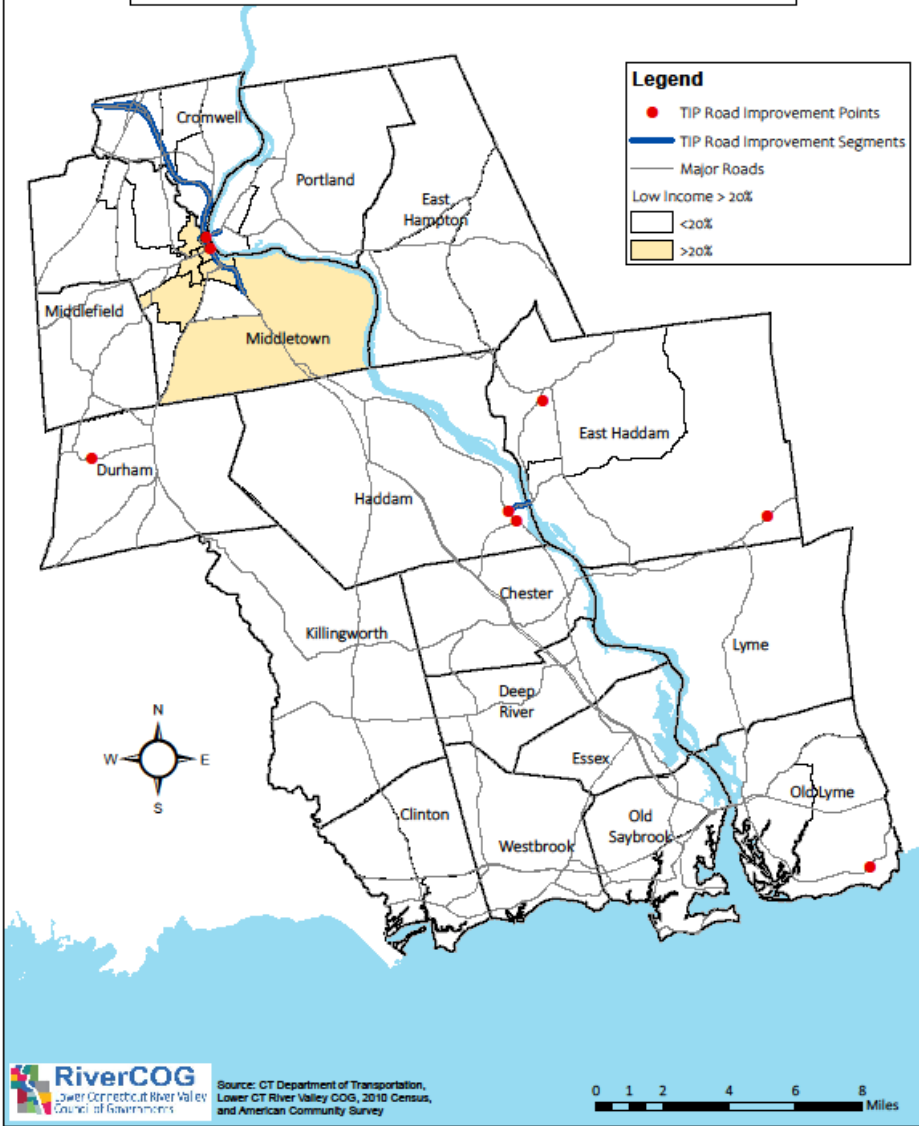 Legend
TIP Road Improvement Points
TIP Road Improvement Segments
Major Roads
Low Income > 20%
<20%
>20%
Cromwell
Portland
East
Hampton
Middlefield
Middletown
East Haddam
Durham
Haddam
Chester
Killingworth
Lyme
Deep
River
N
W
E
S
Essex
Old Lyme
Clinton
Old
Saybrook
Westbrook
RiverCOG
Lower Connecticut River Valley
Council of Governments
Source: CT Department of Transportation,
Lower CT River Valley COG, 2010 Census,
and American Community Survey
0 1 2 4 6 8
Miles